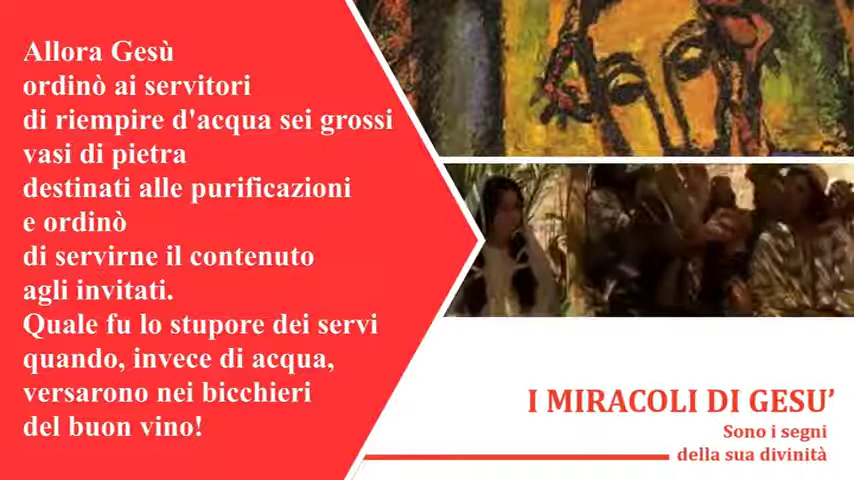 Allora Gesù
ordinò ai servitori
di riempire d'acqua sei grossi
vasi di pietra
destinati alle purificazioni
e ordinò
di servirne il contenuto
agli invitati.
Quale fu lo stupore dei servi
quando, invece di acqua,
versarono nei bicchieri
del buon vino!
I MIRACOLI DI GESU’
Sono i segni
della sua divinità